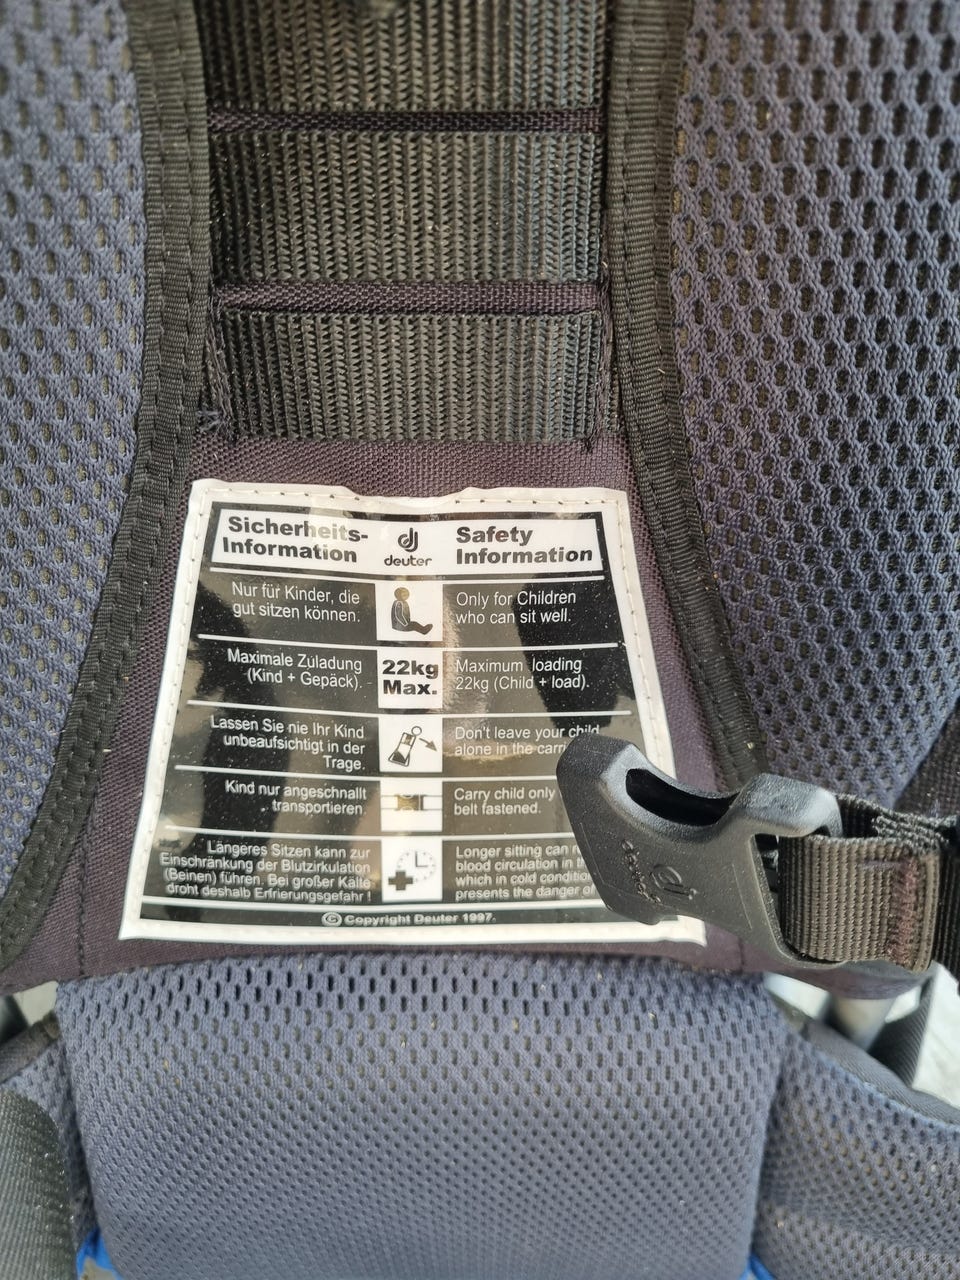 Sicherheits-
Information
deuter
Safety
Information
Nur für Kinder, die
gut sitzen können.
Only for Children
who can sit well.
Maximale Zuladung
(Kind + Gepäck).
22kg
Max.
Maximum loading
22kg (Child + load).
Lassen Sie nie Ihr Kind
unbeaufsichtigt in der
Trage.
Don't leave your child
alone in the
Kind nur angeschnallt
transportieren
Carry child only
belt fastened.
Längeres Sitzen kann zur
Einschränkung der Blutzirkulation
(Beinen) führen. Bei großer Kälte
droht deshalb Erfrierungsgefahr !
Longer sitting can
blood circulation in
which in cold
presents the danger of
© Copyright Deuter 1997.
deuter